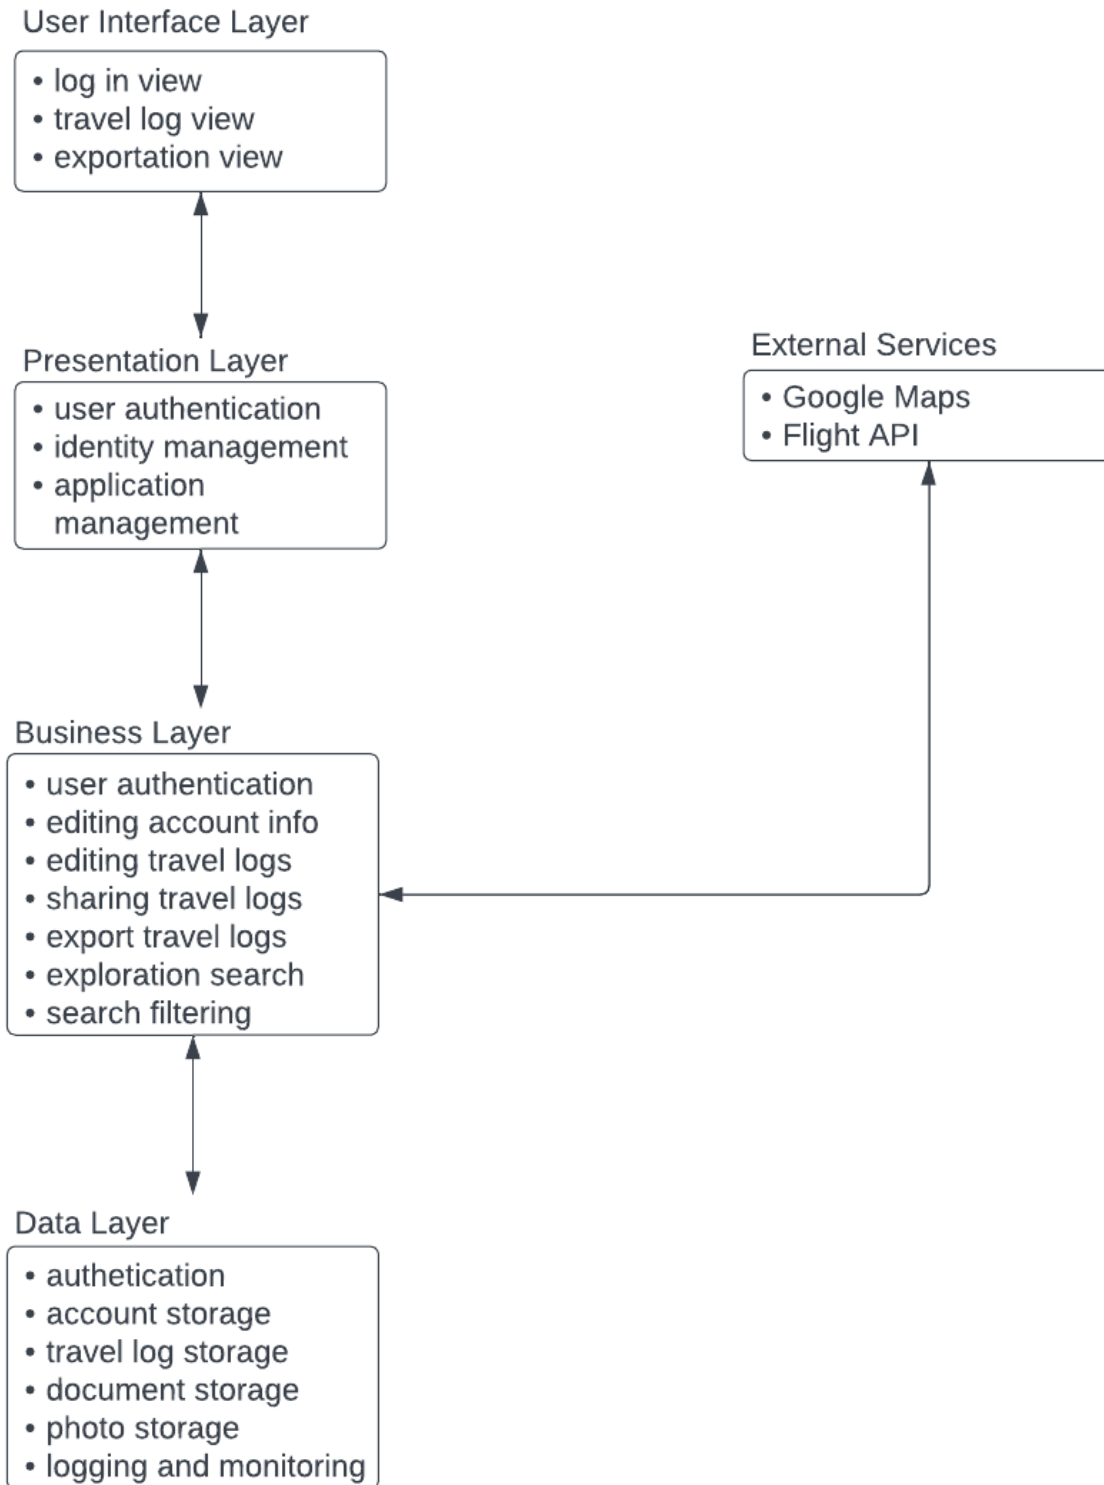 User Interface Layer
• log in view
• travel log view
• exportation view
Presentation Layer
• user authentication
• identity management
• application
management
External Services
• Google Maps
• Flight API
Business Layer
• user authentication
• editing account info
• editing travel logs
• sharing travel logs
• export travel logs
• exploration search
• search filtering
Data Layer
• authetication
• account storage
• travel log storage
• document storage
• photo storage
• logging and monitoring